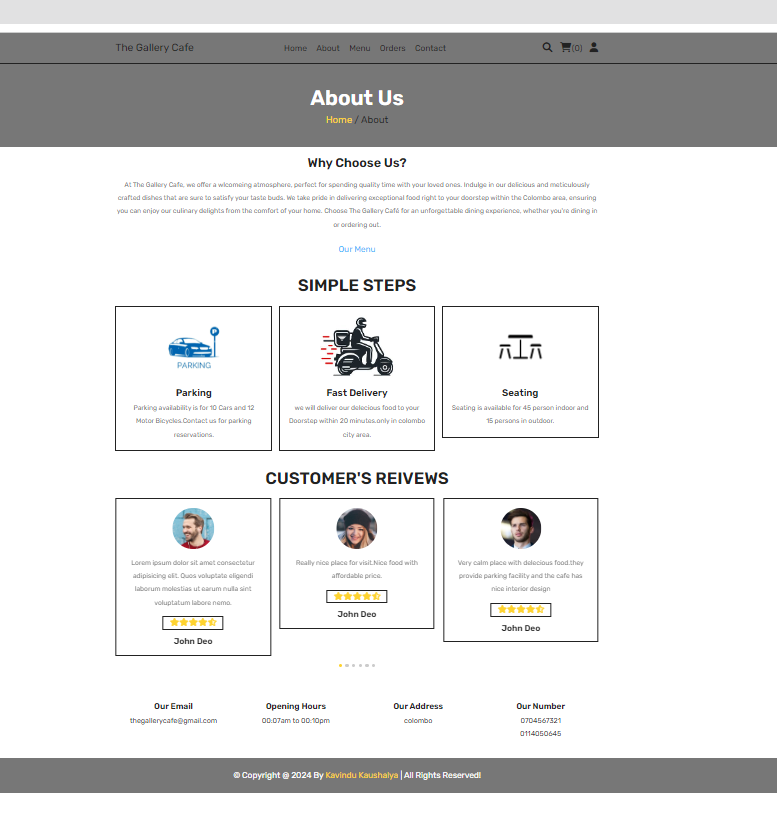 The Gallery Cafe
Home About Menu Orders Contact
(0)
About Us
Home / About
Why Choose Us?
At The Gallery Cafe, we offer a wlcomeing atmosphere, perfect for spending quality time with your loved ones. Indulge in our delicious and meticulously
crafted dishes that are sure to satisfy your taste buds. We take pride in delivering exceptional food right to your doorstep within the Colombo area, ensuring
you can enjoy our culinary delights from the comfort of your home. Choose The Gallery Café for an unforgettable dining experience, whether you're dining in
or ordering out.
Our Menu
SIMPLE STEPS
P
PARKING
Parking
Parking availability is for 10 Cars and 12
Motor Bicycles.Contact us for parking
reservations.
Fast Delivery
we will deliver our delecious food to your
Doorstep within 20 minutes.only in colombo
city area.
Seating
Seating is available for 45 person indoor and
15 persons in outdoor.
CUSTOMER'S REIVEWS
Lorem ipsum dolor sit amet consectetur
adipisicing elit. Quos voluptate eligendi
laborum molestias ut earum nulla sint
voluptatum labore nemo.
John Deo
Really nice place for visit.Nice food with
affordable price.
John Deo
Very calm place with delecious food.they
provide parking facility and the cafe has
nice interior design
John Deo
Our Email
thegallerycafe@gmail.com
Opening Hours
00:07am to 00:10pm
Our Address
colombo
Our Number
0704567321
0114050645
© Copyright @ 2024 By Kavindu Kaushalya | All Rights Reserved!